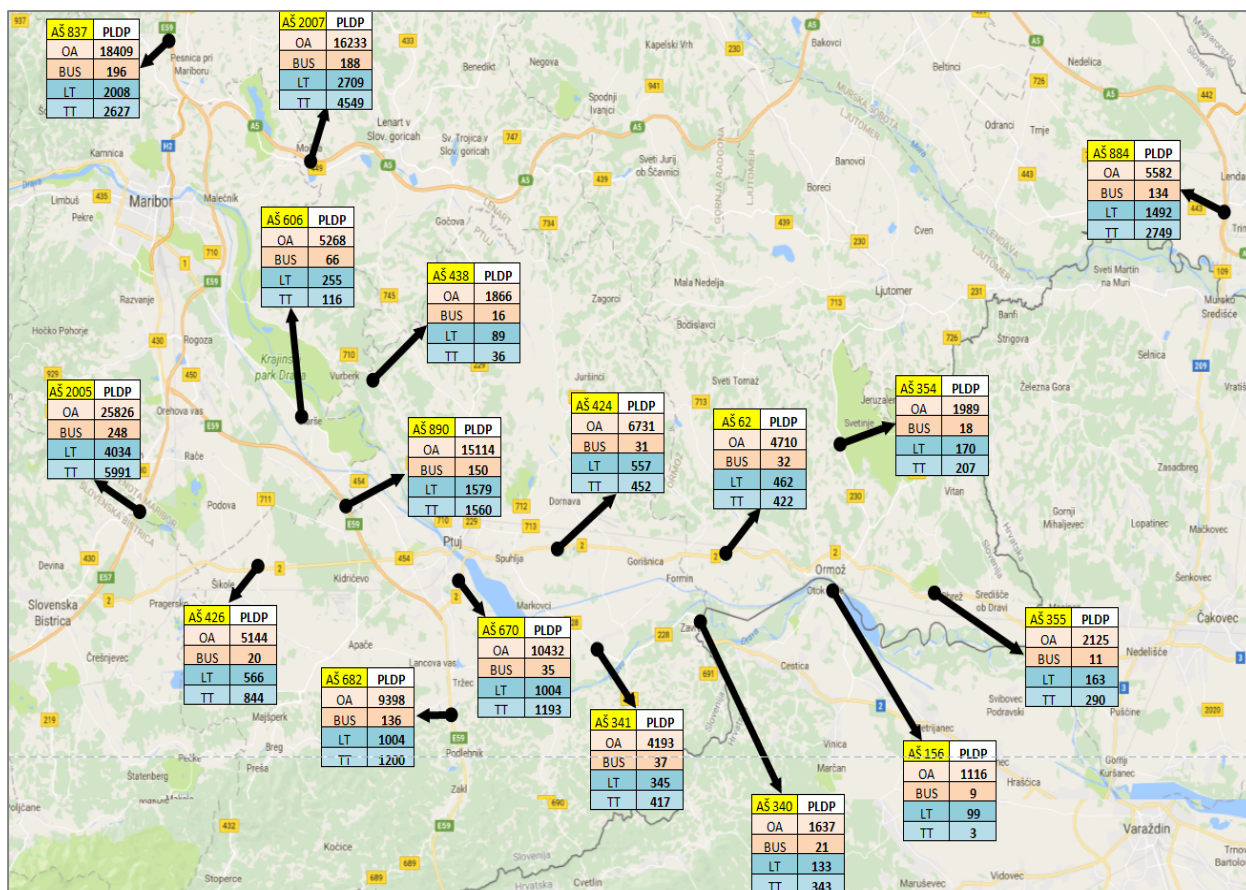 AŠ 837 PLDP
OA 18409
BUS 196
LT 2008
TT 2627
AŠ 2007 PLDP
OA 16233
BUS 188
LT 2709
TT 4549
AŠ 884 PLDP
OA 5582
BUS 134
LT 1492
TT 2749
AŠ 606 PLDP
OA 5268
BUS 66
LT 255
TT 116
AŠ 438 PLDP
OA 1866
BUS 16
LT 89
TT 36
AŠ 2005 PLDP
OA 25826
BUS 248
LT 4034
TT 5991
AŠ 890 PLDP
OA 15114
BUS 150
LT 1579
TT 1560
AŠ 424 PLDP
OA 6731
BUS 31
LT 557
TT 452
AŠ 62 PLDP
OA 4710
BUS 32
LT 462
TT 422
AŠ 354 PLDP
OA 1989
BUS 18
LT 170
TT 207
AŠ 426 PLDP
OA 5144
BUS 20
LT 566
TT 844
AŠ 682 PLDP
OA 9398
BUS 136
LT 1004
TT 1200
AŠ 670 PLDP
OA 10432
BUS 35
LT 1004
TT 1193
AŠ 341 PLDP
OA 4193
BUS 37
LT 345
TT 417
AŠ 340 PLDP
OA 1637
BUS 21
LT 133
TT 343
AŠ 156 PLDP
OA 1116
BUS 9
LT 99
TT 3
AŠ 355 PLDP
OA 2125
BUS 11
LT 163
TT 290
Pesnica pri
Mariboru
Kamnica
Limbuš
Pekre
Maribor
Malečnik
Razvanje
Hočko Pohorje
Rogoza
Orehova vas
Rače
Krajinski
park Drava
Vurberk
Lenart v
Slov. goricah
Sv. Trojica v
Slov. goricah
Benedikt
Negova
Spodnji
Ivanjci
Kapelski Vrh
Bakovci
Beltinci
Nedelica
Odranci
Trnje
Sveti Jurij
ob Ščavnici
Banovci
Boreci
Cven
Ljutomer
Gočova
Zagorci
Mala Nedelja
Bodislavci
Juršinci
Sveti Tomaž
Svetinje
Vitan
Sveti Martin
na Muri
Mursko
Središče
Banfi
Štrigova
Selnica
Železna Gora
Zasadbreg
Gornji
Mihaljevec
Lopatinec
Mačkovec
Šenkovec
Čakovec
Nedelišće
Pušćine
Svibovec
Podravski
Središče
ob Dravi
Ormož
Formin
Gorišnica
Dornava
Spuhlja
Ptuj
Markovci
Kidričevo
Apače
Lancova vas
Tržec
Podlehnik
Zakl
Podova
Devina
Slovenska
Bistrica
Pragersko
Šikole
Črešnjevec
Majšperk
Breg
Preša
Pečke
Štatenberg
Makole
Poljčane
Kočice
Stoperce
Cvetlin
Cestica
Vinica
Marčan
Maruševec
Vidovec
Hrašćica
Gornji
Kuršanec
Varaždin